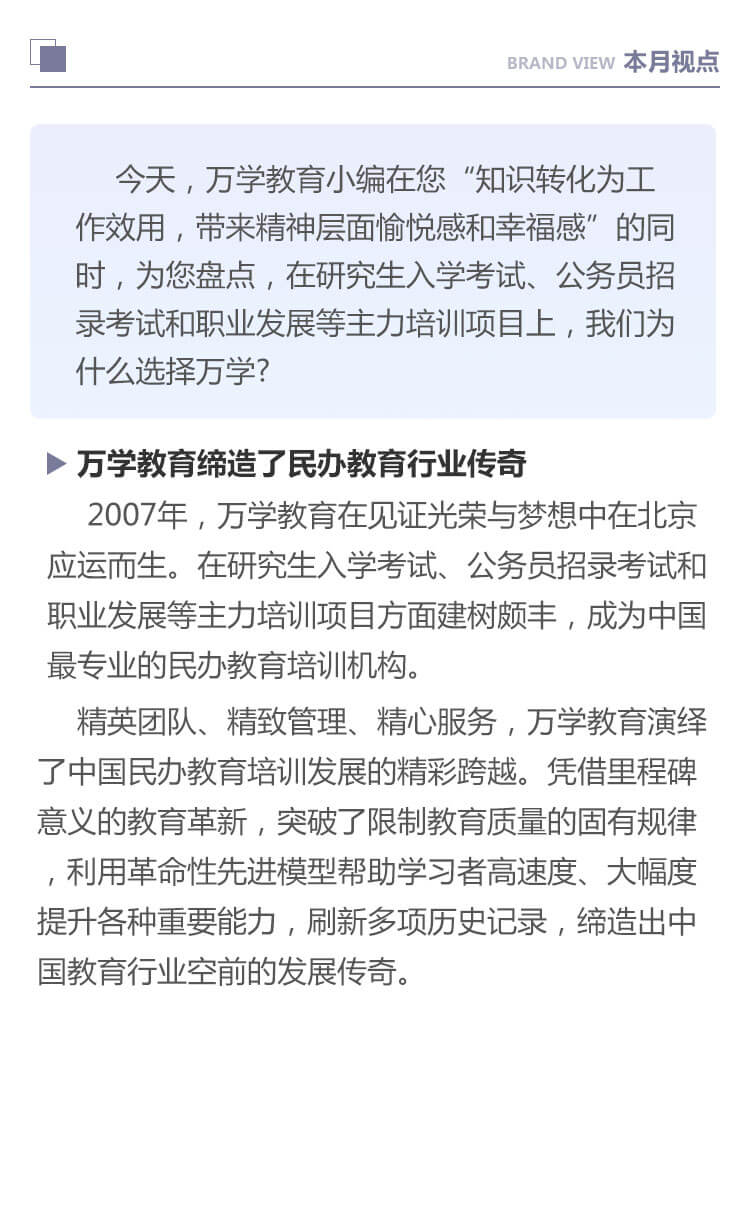 BRAND VIEW 本月视点
今天，万学教育小编在您“知识转化为工
作效用，带来精神层面愉悦感和幸福感”的同
时，为您盘点，在研究生入学考试、公务员招
录考试和职业发展等主力培训项目上，我们为
什么选择万学?
万学教育缔造了民办教育行业传奇
2007年，万学教育在见证光荣与梦想中在北京
应运而生。在研究生入学考试、公务员招录考试和
职业发展等主力培训项目方面建树颇丰，成为中国
最专业的民办教育培训机构。
精英团队、精致管理、精心服务，万学教育演绎
了中国民办教育培训发展的精彩跨越。凭借里程碑
意义的教育革新，突破了限制教育质量的固有规律
，利用革命性先进模型帮助学习者高速度、大幅度
提升各种重要能力，刷新多项历史记录，缔造出中
国教育行业空前的发展传奇。